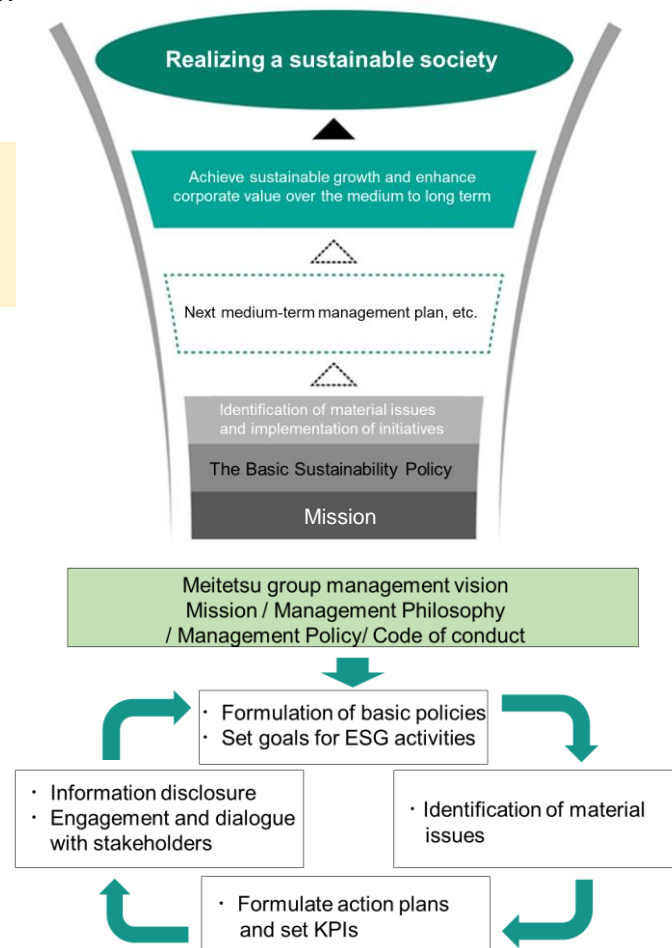 Realizing a sustainable society
Achieve sustainable growth and enhance
corporate value over the medium to long term
Next medium-term management plan, etc.
Identification of material issues
and implementation of initiatives
The Basic Sustainability Policy
Mission
Meitetsu group management vision
Mission / Management Philosophy
/ Management Policy/ Code of conduct
・ Formulation of basic policies
・ Set goals for ESG activities
・ Information disclosure
・ Engagement and dialogue
with stakeholders
・Identification of material
issues
・ Formulate action plans
and set KPIs